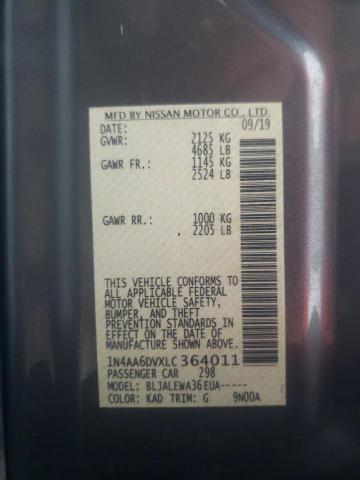 MFD BY NISSAN MOTOR CO., LTD.
DATE: 09/19
GVWR: 2125 KG
4685 LB
GAWR FR.: 1145 KG
2524 LB
GAWR RR.: 1000 KG
2205 LB
THIS VEHICLE CONFORMS TO
ALL APPLICABLE FEDERAL
MOTOR VEHICLE SAFETY,
BUMPER, AND THEFT
PREVENTION STANDARDS
IN EFFECT ON THE DATE OF
MANUFACTURE SHOWN ABOVE.
1N4AA6DVXLC364011
PASSENGER CAR 298
MODEL: BLJALEWA36EUA-----
COLOR: KAD TRIM: G 9N00A